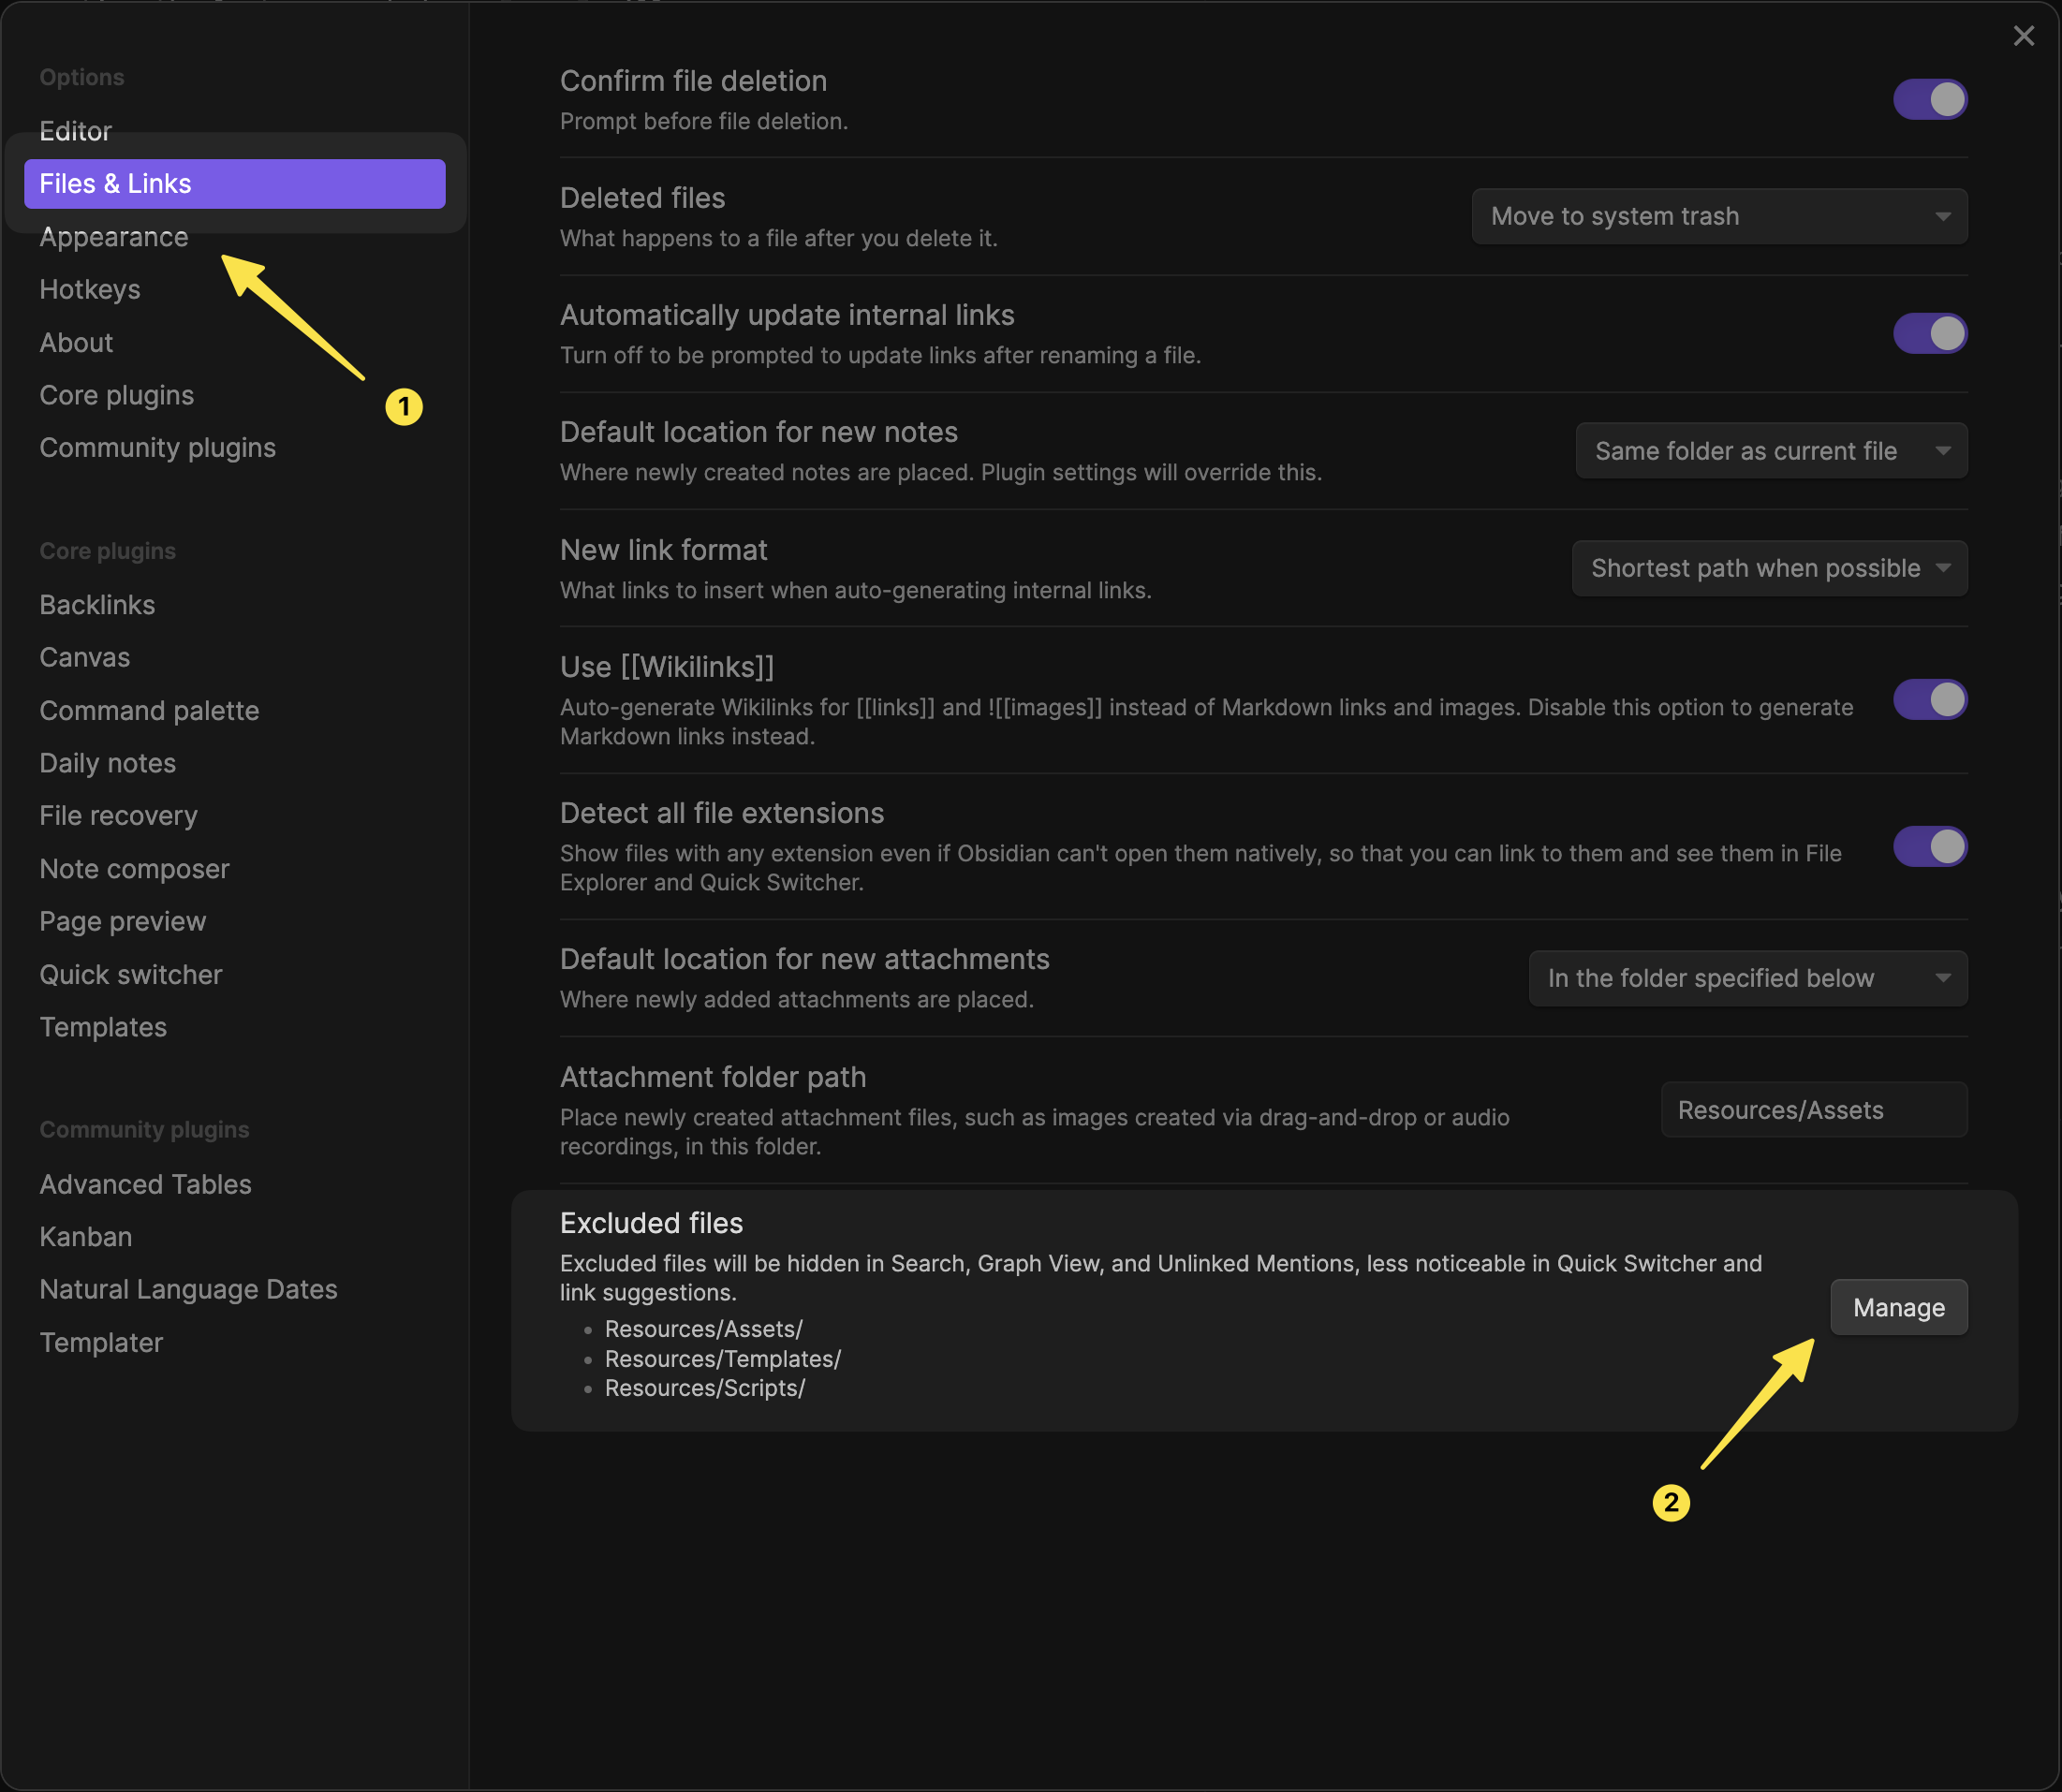 Options
Editor
Files & Links
Appearance
Hotkeys
About
Core plugins
Community plugins
1
Core plugins
Backlinks
Canvas
Command palette
Daily notes
File recovery
Note composer
Page preview
Quick switcher
Templates
Community plugins
Advanced Tables
Kanban
Natural Language Dates
Templater
Confirm file deletion
Prompt before file deletion.
Deleted files
What happens to a file after you delete it.
Move to system trash
Automatically update internal links
Turn off to be prompted to update links after renaming a file.
Default location for new notes
Where newly created notes are placed. Plugin settings will override this.
Same folder as current file
New link format
What links to insert when auto-generating internal links.
Shortest path when possible
Use [[Wikilinks]]
Auto-generate Wikilinks for [[links]] and ![[images]] instead of Markdown links and images. Disable this option to generate
Markdown links instead.
Detect all file extensions
Show files with any extension even if Obsidian can't open them natively, so that you can link to them and see them in File
Explorer and Quick Switcher.
Default location for new attachments
Where newly added attachments are placed.
In the folder specified below
Attachment folder path
Place newly created attachment files, such as images created via drag-and-drop or audio
recordings, in this folder.
Resources/Assets
Excluded files
Excluded files will be hidden in Search, Graph View, and Unlinked Mentions, less noticeable in Quick Switcher and
link suggestions.
Resources/Assets/
Resources/Templates/
Resources/Scripts/
Manage
2